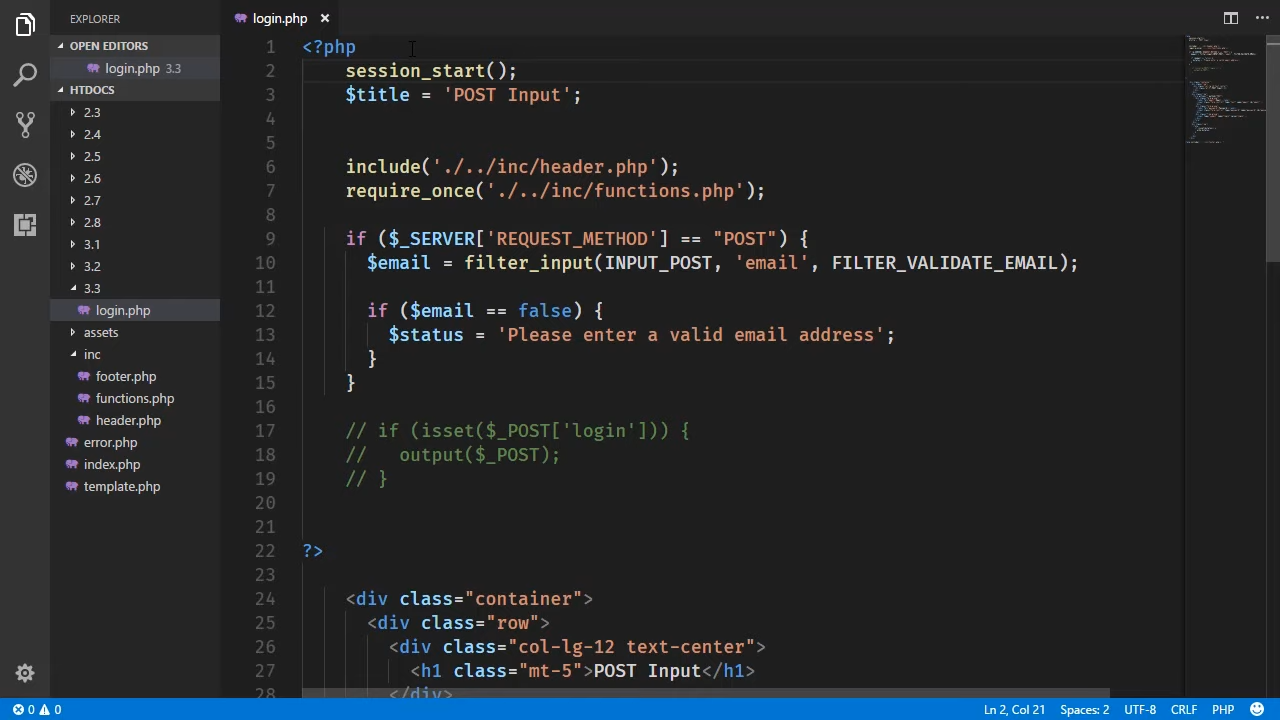 EXPLORER
OPEN EDITORS
login.php 3.3
HTDOCS
2.3
2.4
2.5
2.6
2.7
2.8
3.1
3.2
3.3
login.php
assets
inc
footer.php
functions.php
header.php
error.php
index.php
template.php
login.php ×
1 <?php
2 session_start();
3 $title = 'POST Input';
4
5
6 include('./../inc/header.php');
7 require_once('./../inc/functions.php');
8
9 if ($_SERVER['REQUEST_METHOD'] == "POST") {
10 $email = filter_input(INPUT_POST, 'email', FILTER_VALIDATE_EMAIL);
11
12 if ($email == false) {
13 $status = 'Please enter a valid email address';
14 }
15 }
16
17 // if (isset($_POST['login'])) {
18 // output($_POST);
19 // }
20
21
22 ?>
23
24 <div class="container">
25 <div class="row">
26 <div class="col-lg-12 text-center">
27 <h1 class="mt-5">POST Input</h1>
28 </div>
0 0 Ln 2, Col 21 Spaces: 2 UTF-8 CRLF PHP